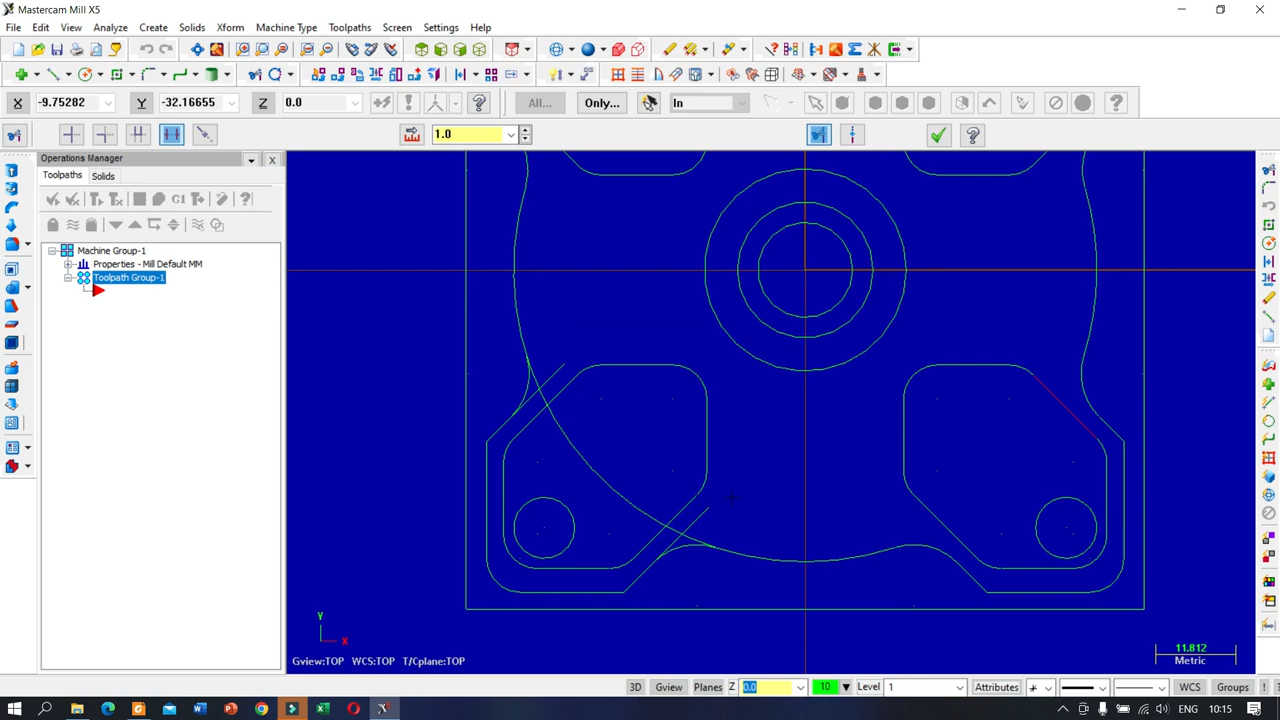 Mastercam Mill X5
File Edit View Analyze Create Solids Xform Machine Type Toolpaths Screen Settings Help
X -9.75282 Y -32.16655 Z 0.0 All... Only... In
1.0
Operations Manager
Toolpaths Solids
G1
Machine Group-1
Properties - Mill Default MM
Toolpath Group-1
Y
X
11.812
Metric
Gview:TOP WCS:TOP T/Cplane:TOP
3D Gview Planes Z 0.0 10 Level 1 Attributes WCS Groups ! ?
ENG 10:15